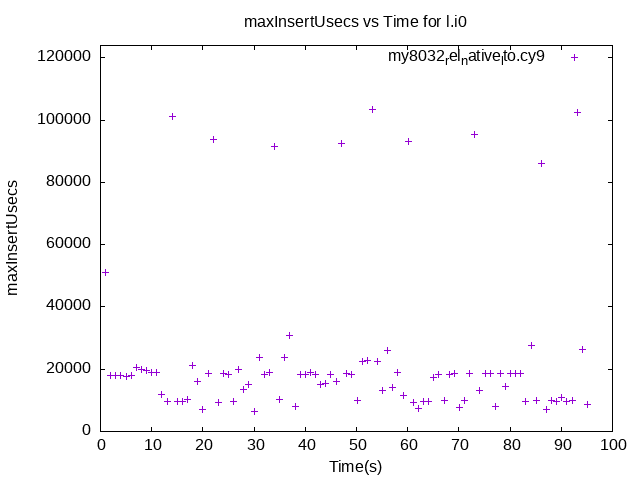 maxInsertUsecs vs Time for l.i0
my8032relnativelto.cy9
120000
100000
80000
60000
40000
20000
0
maxInsertUsecs
0 10 20 30 40 50 60 70 80 90 100
Time(s)